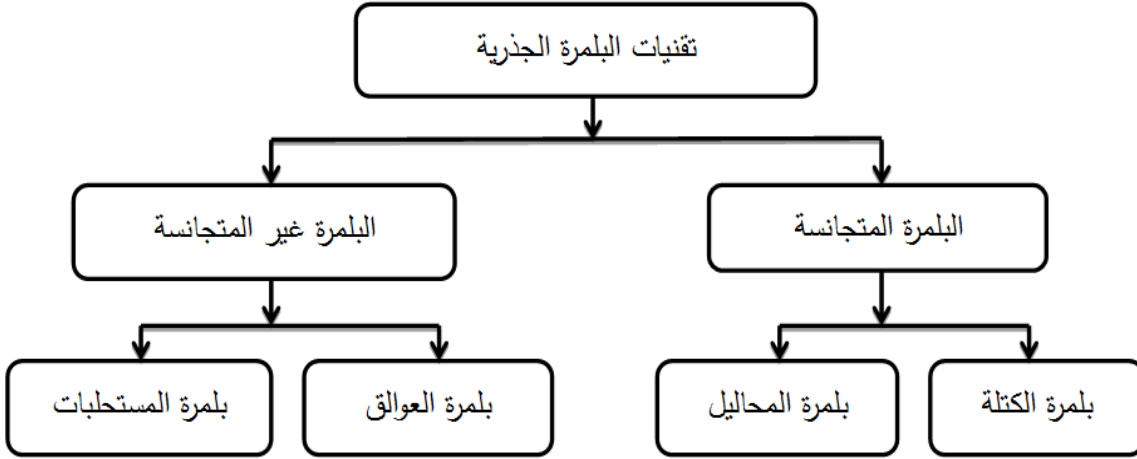 تقنيات البلمرة الجذرية
البلمرة المتجانسة
البلمرة غير المتجانسة
بلمرة الكتلة
بلمرة المحاليل
بلمرة العوالق
بلمرة المستحلبات